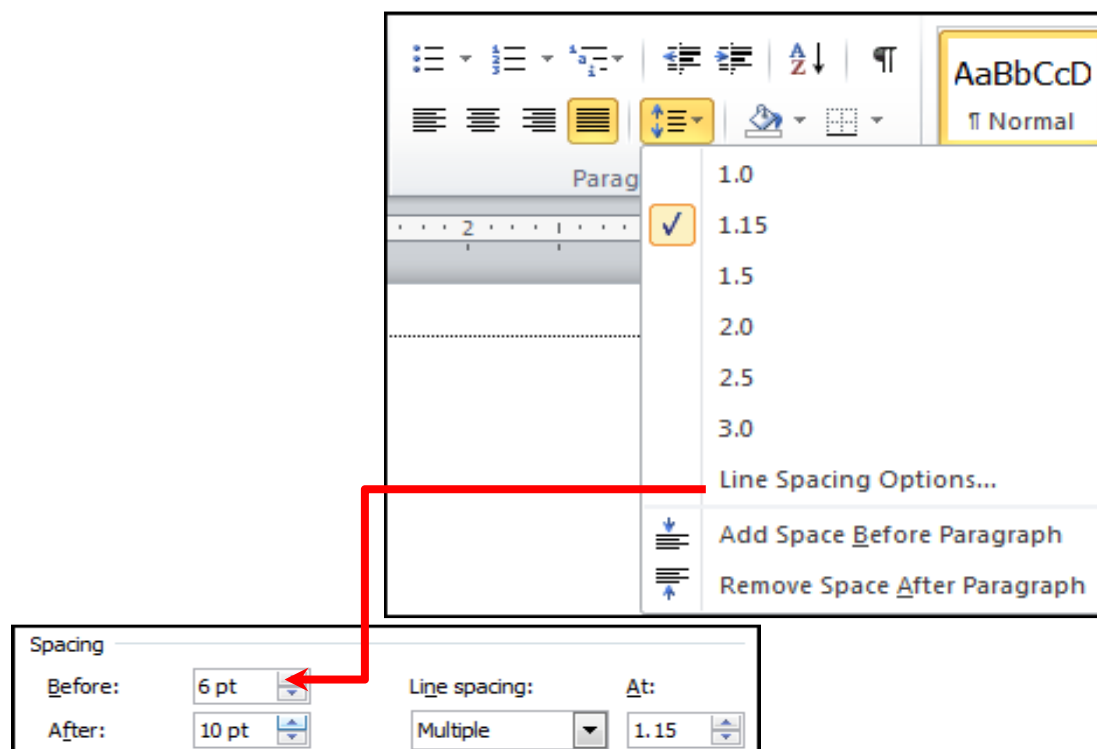 AaBbCcD
¶ Normal
Parag
2
1.0
1.15
1.5
2.0
2.5
3.0
Line Spacing Options...
Add Space Before Paragraph
Remove Space After Paragraph
Spacing
Before: 6 pt Line spacing: At:
After: 10 pt Multiple 1.15